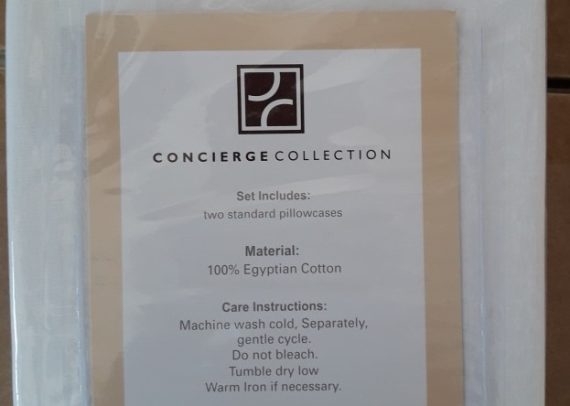 CONCIERGE COLLECTION
Set Includes:
two standard pillowcases
Material:
100% Egyptian Cotton
Care Instructions:
Machine wash cold, Separately,
gentle cycle.
Do not bleach.
Tumble dry low
Warm Iron if necessary.